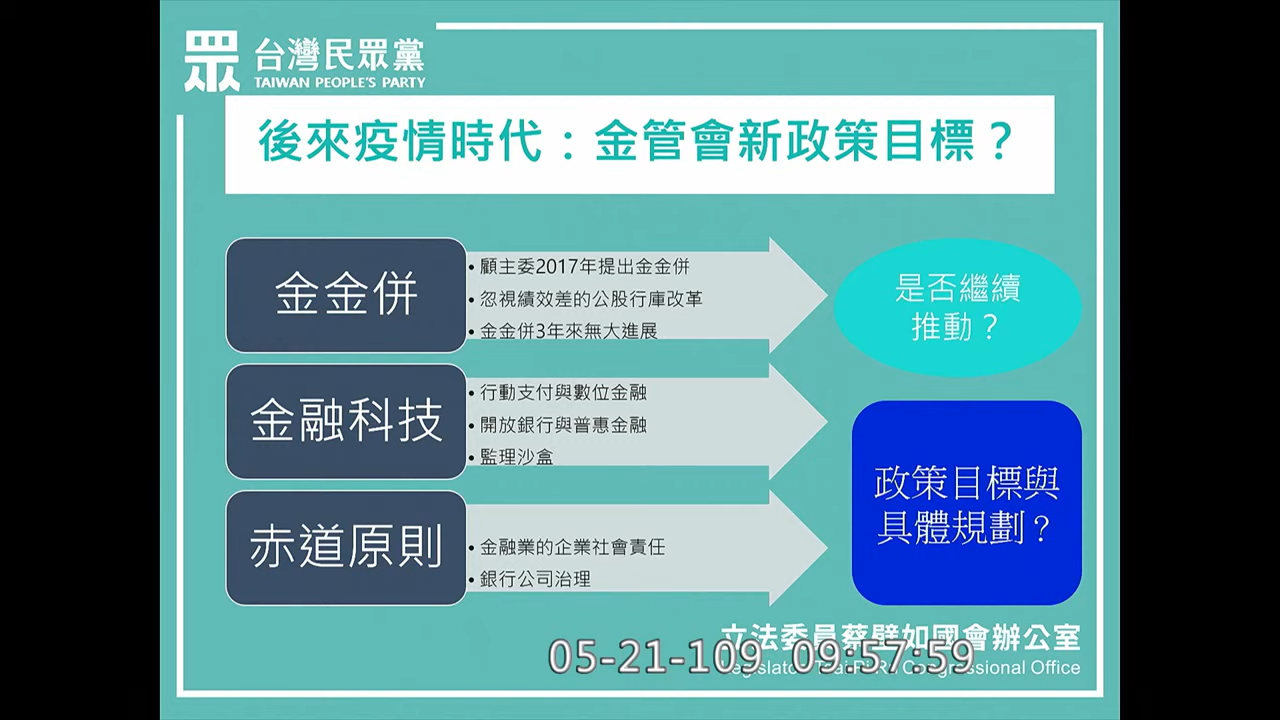 眾 台灣民眾黨
TAIWAN PEOPLE'S PARTY
後來疫情時代：金管會新政策目標？
金金併
• 顧主委2017年提出金金併
• 忽視績效差的公股行庫改革
• 金金併3年來無大進展
是否繼續
推動？
金融科技
• 行動支付與數位金融
• 開放銀行與普惠金融
• 監理沙盒
赤道原則
• 金融業的企業社會責任
• 銀行公司治理
政策目標與
具體規劃？
立法委員蔡壁如國會辦公室
Legislator Tsai Pi Ru Congressional Office
05-21-109 09:57:59